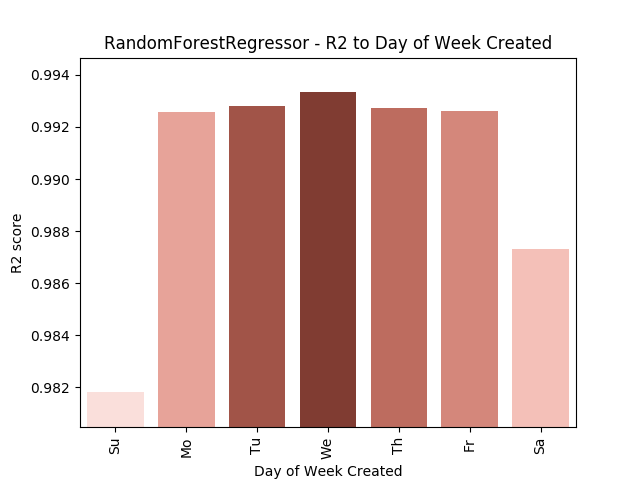 RandomForestRegressor - R2 to Day of Week Created
0.994
0.992
0.990
0.988
0.986
0.984
0.982
R2 score
Su Mo Tu We Th Fr Sa
Day of Week Created